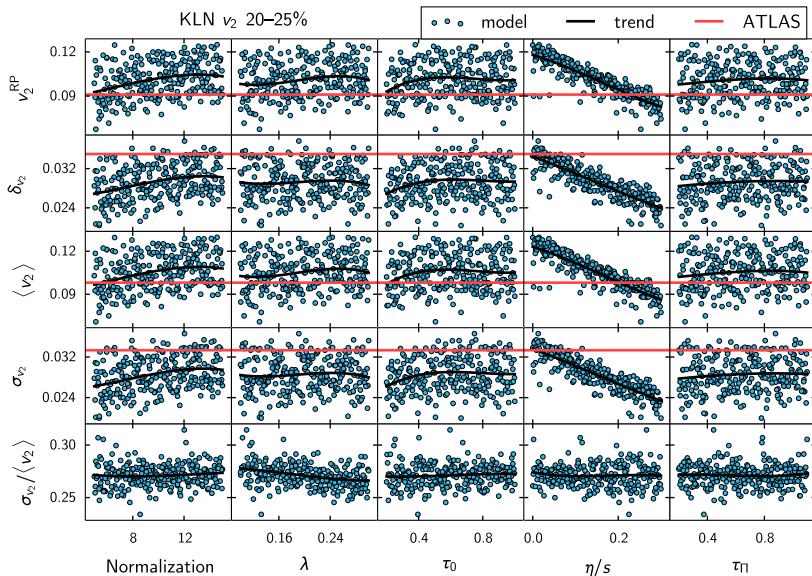 KLN v₂ 20–25%
model trend ATLAS
v₂ᴿᴾ
0.12
0.09
δᵥ₂
0.032
0.024
⟨v₂⟩
0.12
0.09
σᵥ₂
0.032
0.024
σᵥ₂/⟨v₂⟩
0.30
0.25
8 12 0.16 0.24 0.4 0.8 0.0 0.2 0.4 0.8
Normalization λ τ₀ η/s τ_Π